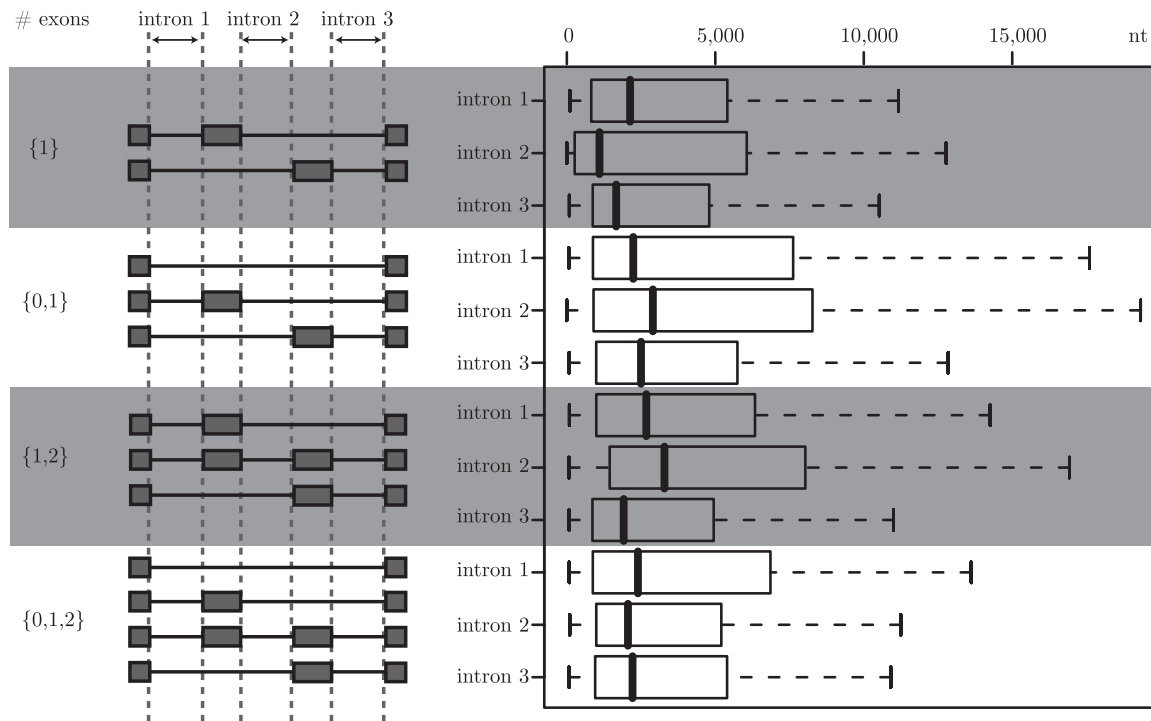 # exons intron 1 intron 2 intron 3
0 5,000 10,000 15,000 nt
{1}
intron 1
intron 2
intron 3
{0,1}
intron 1
intron 2
intron 3
{1,2}
intron 1
intron 2
intron 3
{0,1,2}
intron 1
intron 2
intron 3